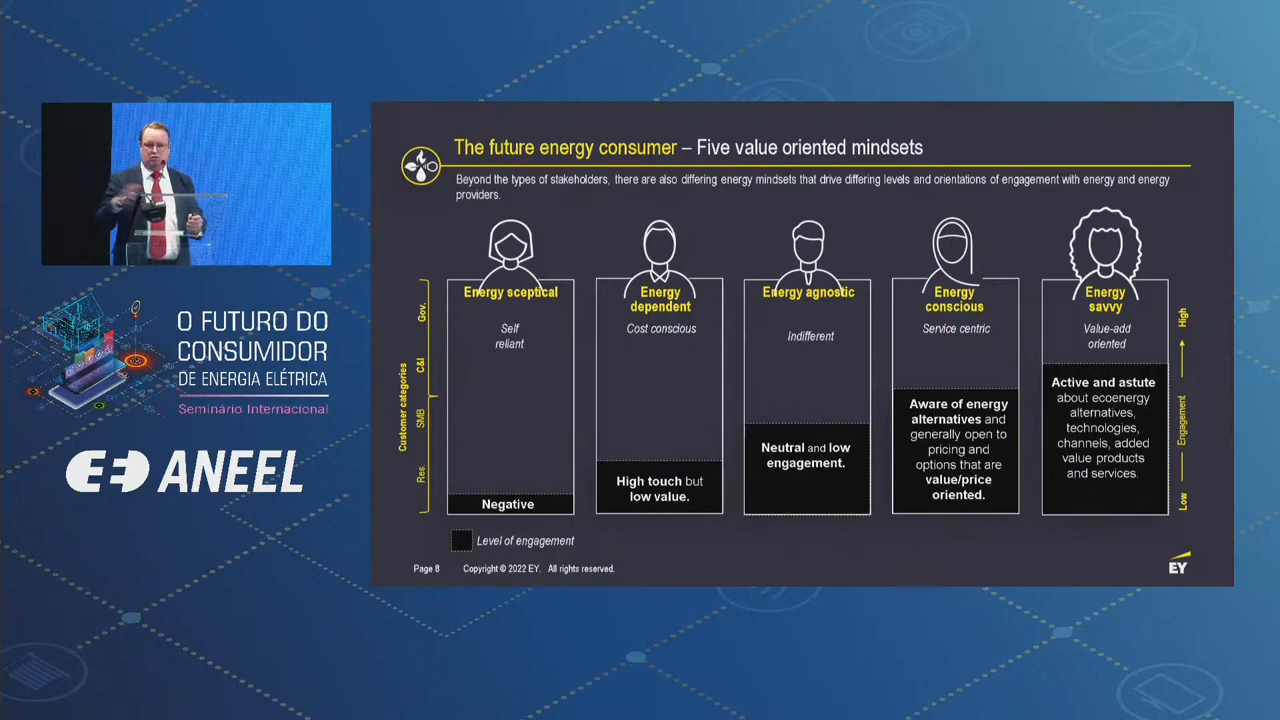 The future energy consumer – Five value oriented mindsets
Beyond the types of stakeholders, there are also differing energy mindsets that drive differing levels and orientations of engagement with energy and energy
providers.
Customer categories
Gov.
C&I
SMB
Res.
Energy sceptical
Self
reliant
Negative
Energy
dependent
Cost conscious
High touch but
low value.
Energy agnostic
Indifferent
Neutral and low
engagement.
Energy
conscious
Service centric
Aware of energy
alternatives and
generally open to
pricing and
options that are
value/price
oriented.
Energy
savvy
Value-add
oriented
Active and astute
about ecoenergy
alternatives,
technologies,
channels, added
value products
and services.
High
Engagement
Low
Level of engagement
Page 8 Copyright © 2022 EY. All rights reserved.
EY
O FUTURO DO
CONSUMIDOR
DE ENERGIA ELÉTRICA
Seminário Internacional
ANEEL